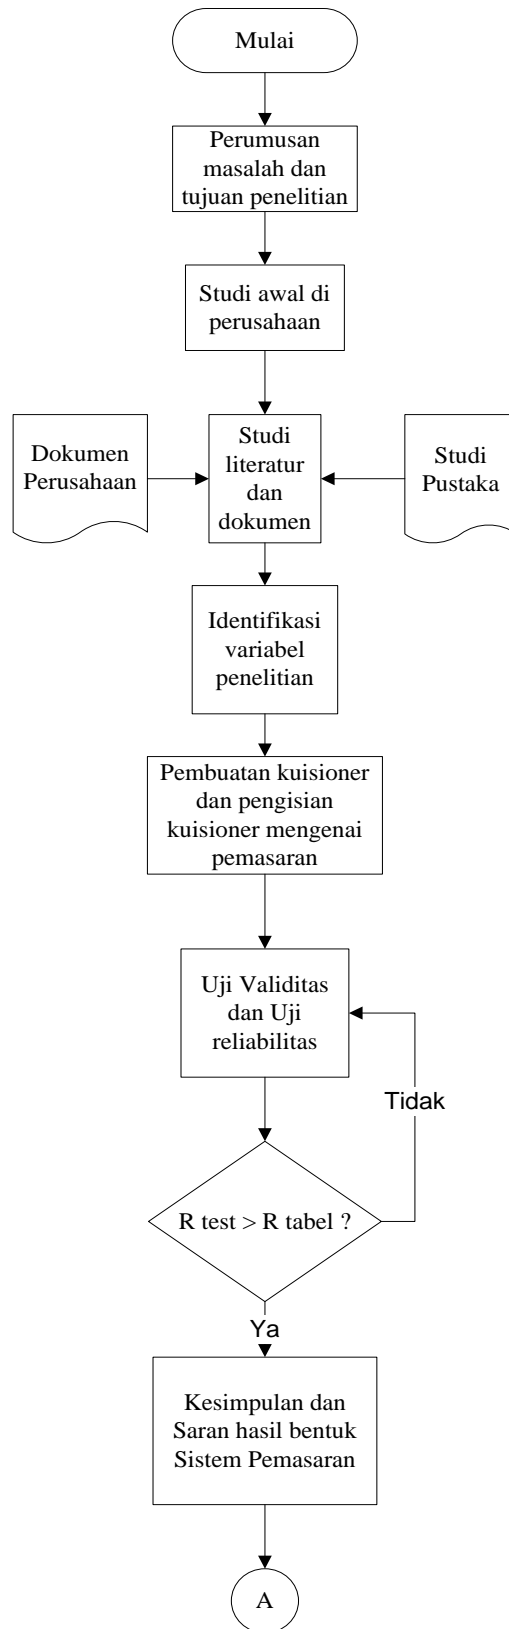 Mulai
Perumusan
masalah dan
tujuan penelitian
Studi awal di
perusahaan
Dokumen
Perusahaan
Studi
literatur
dan
dokumen
Studi
Pustaka
Identifikasi
variabel
penelitian
Pembuatan kuisioner
dan pengisian
kuisioner mengenai
pemasaran
Uji Validitas
dan Uji
reliabilitas
Tidak
R test > R tabel ?
Ya
Kesimpulan dan
Saran hasil bentuk
Sistem Pemasaran
A